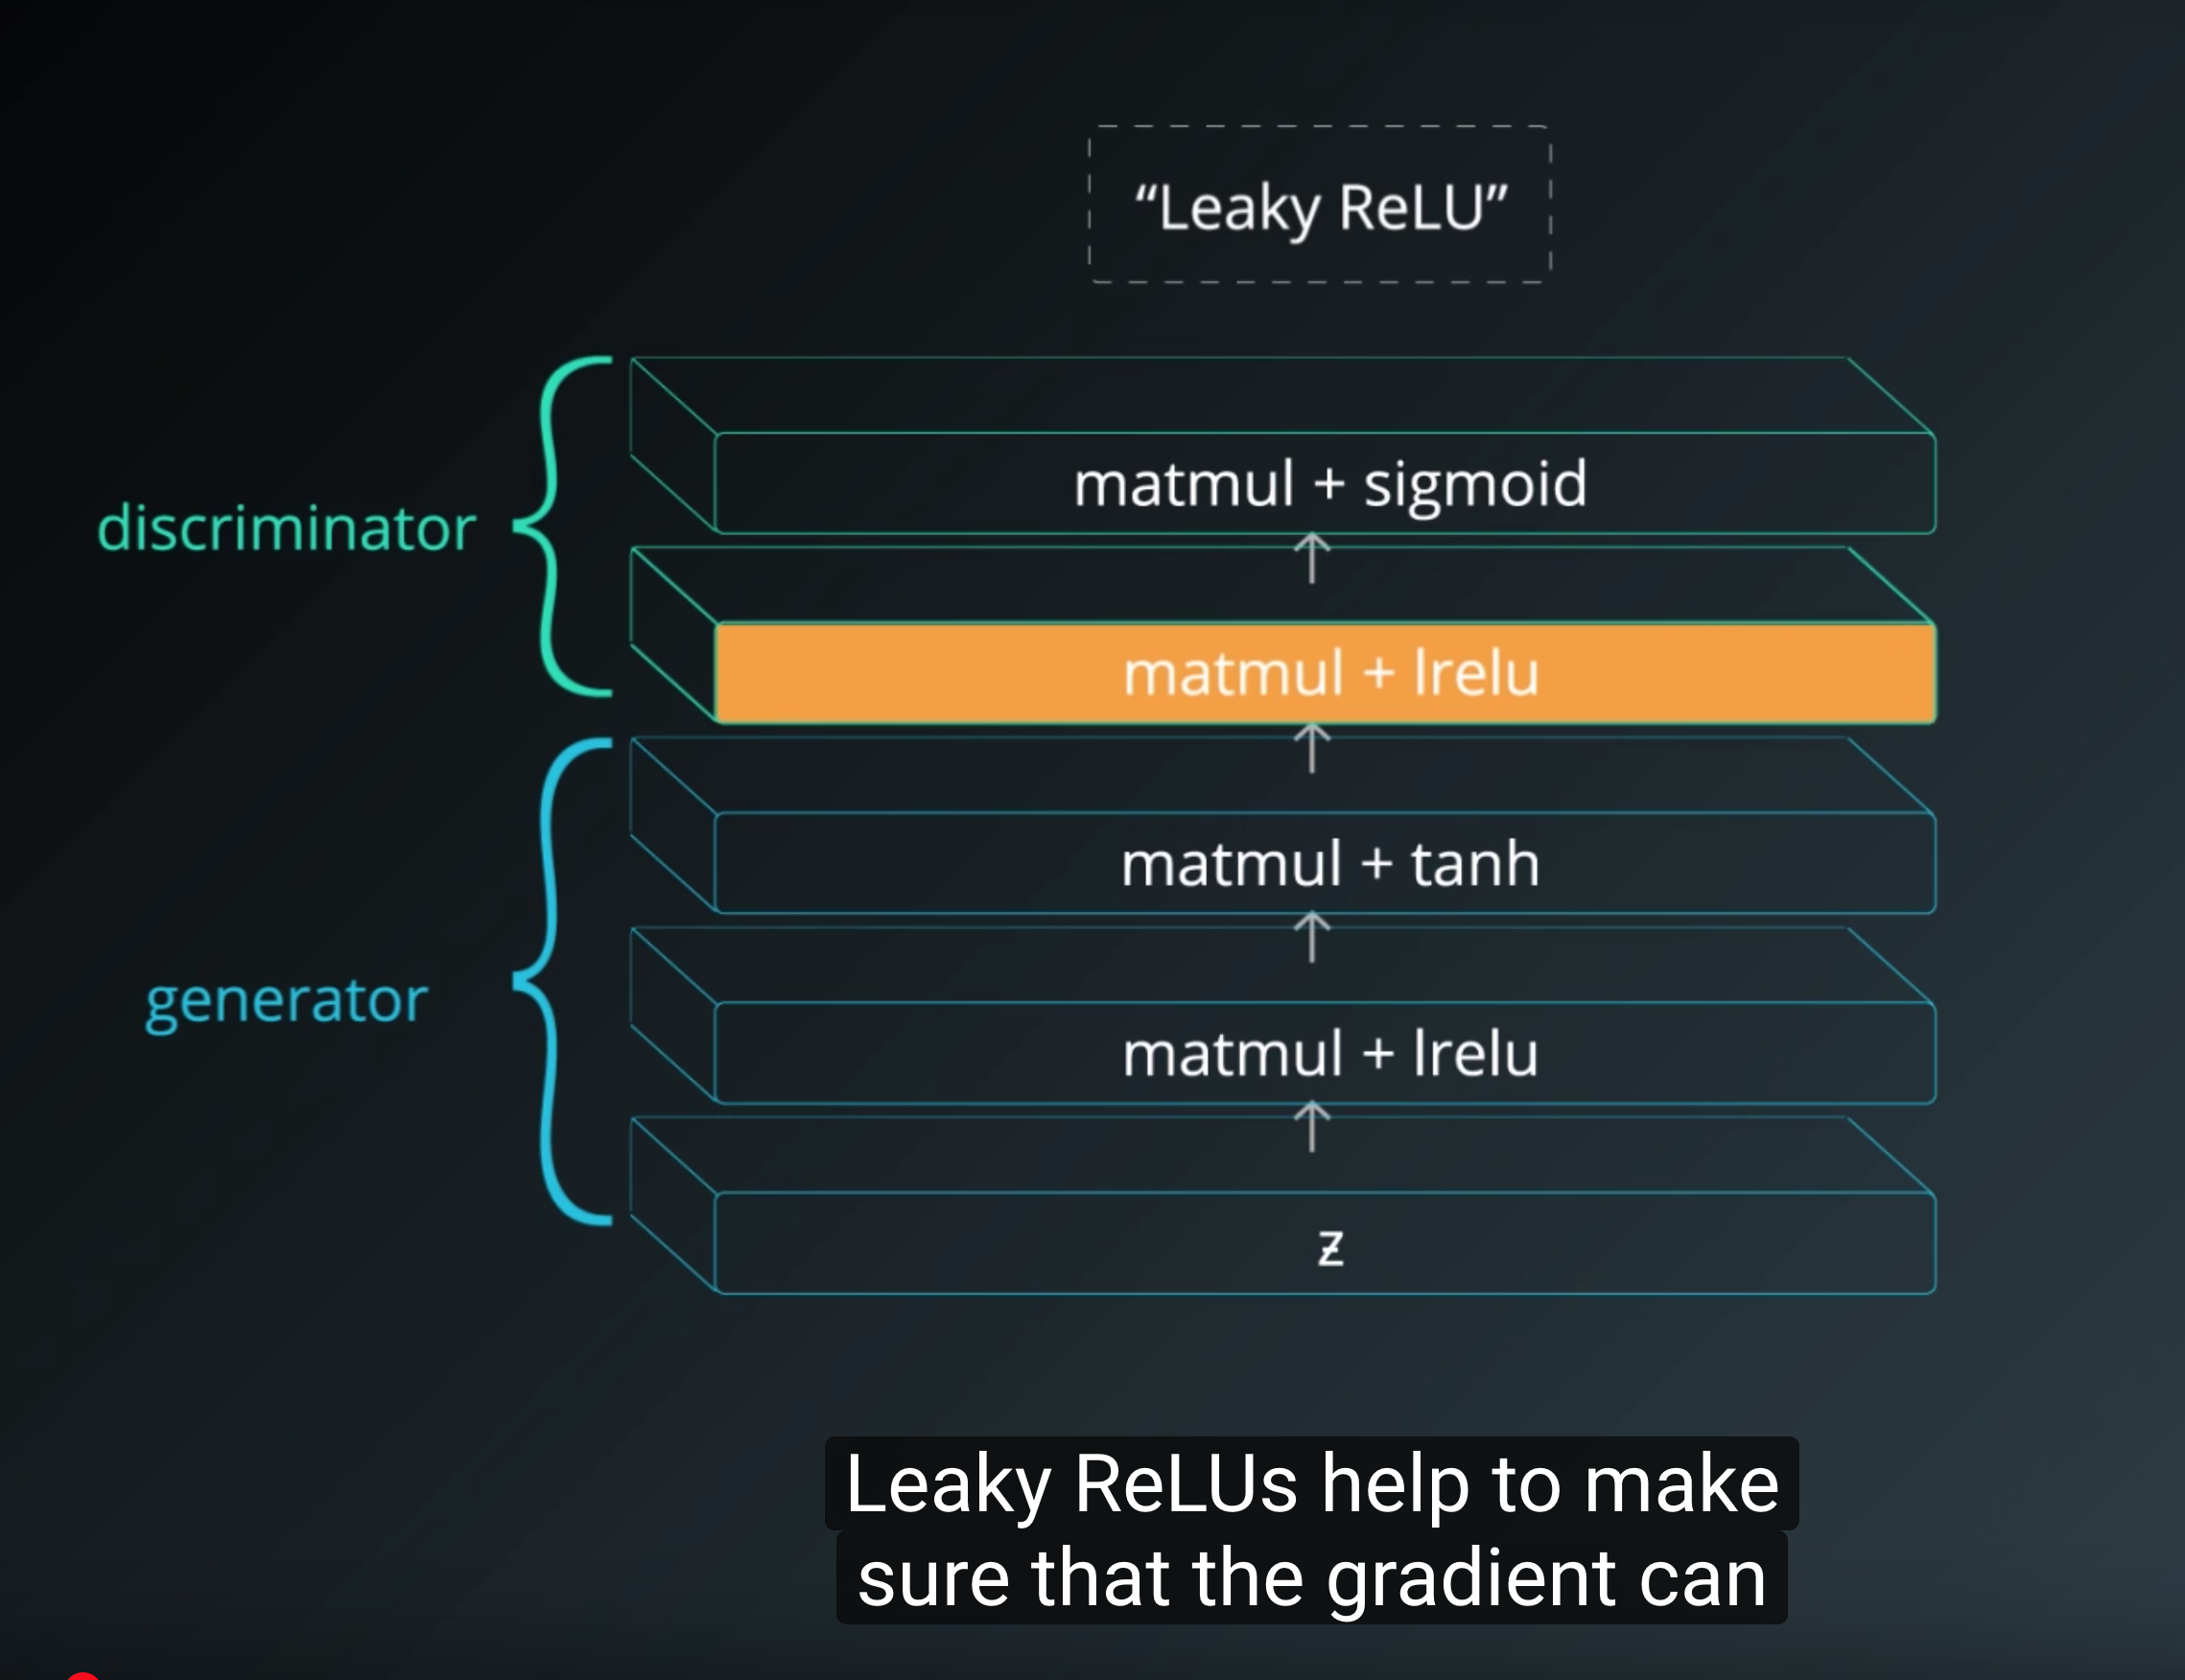 “Leaky ReLU”
matmul + sigmoid
discriminator
matmul + lrelu
matmul + tanh
generator
matmul + lrelu
ƶ
Leaky ReLUs help to make
sure that the gradient can